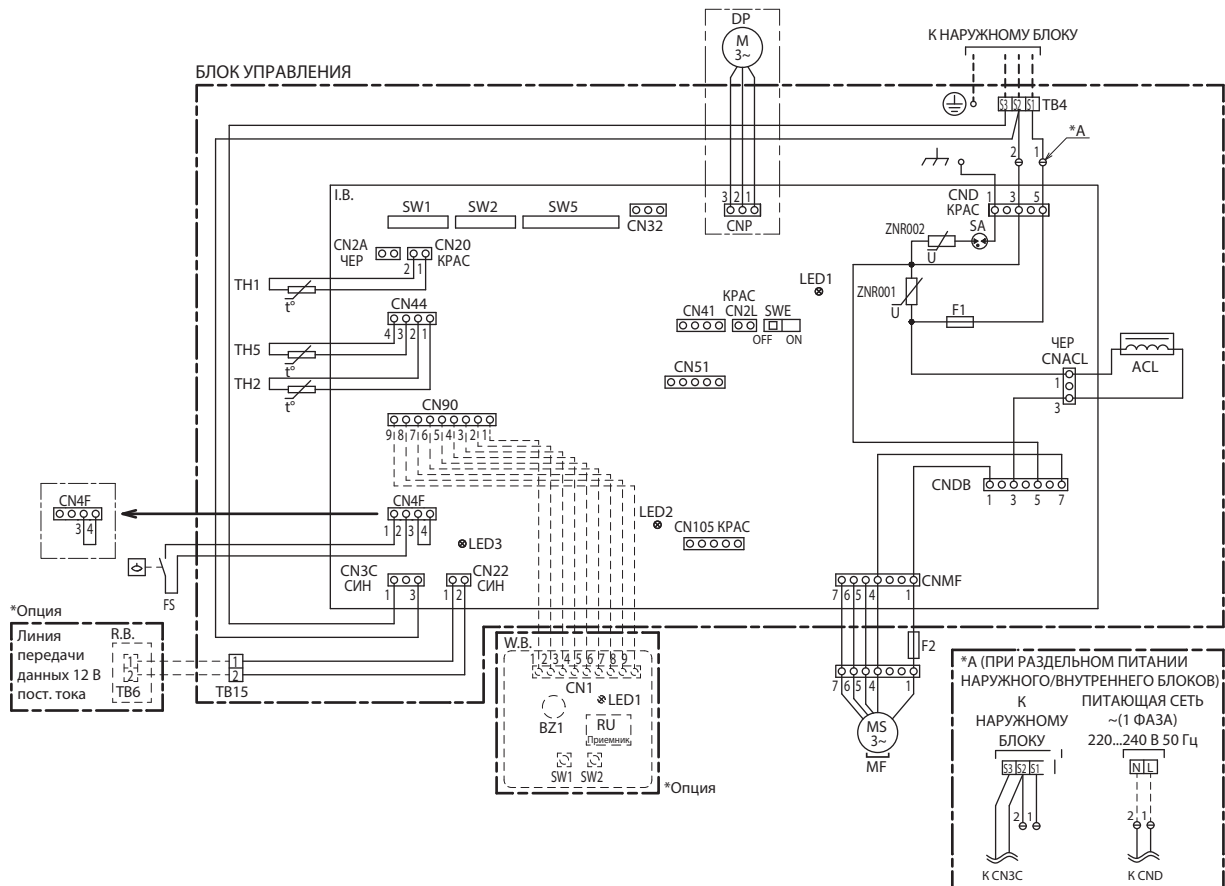 DP
M
3~
К НАРУЖНОМУ БЛОКУ
БЛОК УПРАВЛЕНИЯ
S3 S2 S1 TB4
*A
2 1
I.B.
SW1 SW2 SW5
CN32
3 2 1
CNP
CND
КРАС
1 3 5
ZNR002
SA
U
CN2A
ЧЕР
CN20
КРАС
2 1
TH1
t°
LED1
ZNR001
U
F1
CN44
4 3 2 1
TH5
t°
TH2
t°
КРАС
CN41 CN2L SWE
OFF ON
ЧЕР
CNACL
1
3
ACL
CN51
CN90
9 8 7 6 5 4 3 2 1
CNDB
1 3 5 7
CN4F
3 4
CN4F
1 2 3 4
LED2
CN105 КРАС
LED3
FS
CN3C
СИН
1 3
CN22
СИН
1 2
CNMF
7 6 5 4 1
F2
7 6 5 4 1
MS
3~
MF
*Опция
Линия
передачи
данных 12 В
пост. тока
R.B.
1
2
TB6
1
2
TB15
W.B.
1 2 3 4 5 6 7 8 9
CN1
LED1
BZ1
RU
Приемник
SW1 SW2
*Опция
*A (ПРИ РАЗДЕЛЬНОМ ПИТАНИИ
НАРУЖНОГО/ВНУТРЕННЕГО БЛОКОВ)
К
НАРУЖНОМУ
БЛОКУ
S3 S2 S1
2 1
К CN3C
ПИТАЮЩАЯ СЕТЬ
~(1 ФАЗА)
220...240 В 50 Гц
N L
2 1
К CND